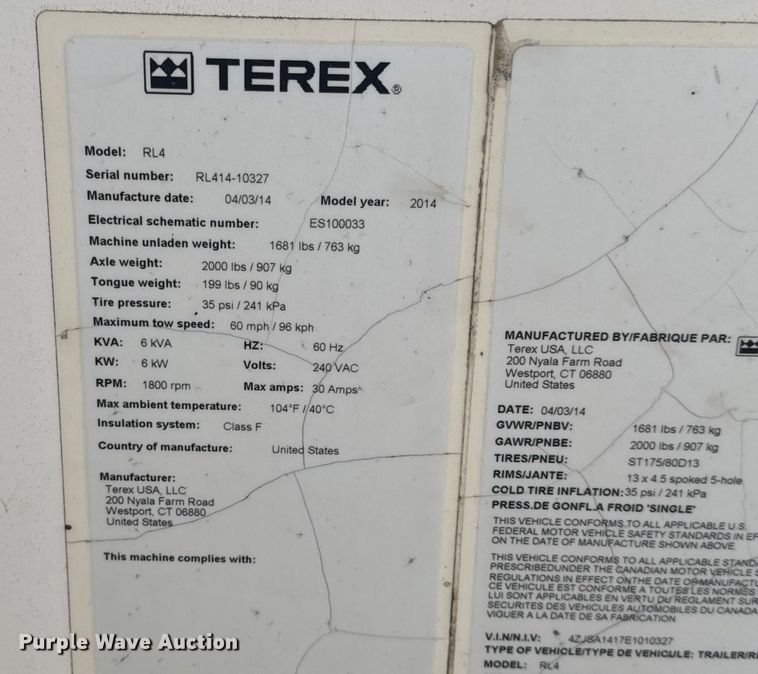 TEREX®
Model: RL4
Serial number: RL414-10327
Manufacture date: 04/03/14 Model year: 2014
Electrical schematic number: ES100033
Machine unladen weight: 1681 lbs / 763 kg
Axle weight: 2000 lbs / 907 kg
Tongue weight: 199 lbs / 90 kg
Tire pressure: 35 psi / 241 kPa
Maximum tow speed: 60 mph / 96 kph
KVA: 6 kVA HZ: 60 Hz
KW: 6 kW Volts: 240 VAC
RPM: 1800 rpm Max amps: 30 Amps
Max ambient temperature: 104°F / 40°C
Insulation system: Class F
Country of manufacture: United States
Manufacturer:
Terex USA, LLC
200 Nyala Farm Road
Westport, CT 06880
United States
This machine complies with:
MANUFACTURED BY/FABRIQUE PAR:
Terex USA, LLC
200 Nyala Farm Road
Westport, CT 06880
United States
DATE: 04/03/14
GVWR/PNBV: 1681 lbs / 763 kg
GAWR/PNBE: 2000 lbs / 907 kg
TIRES/PNEU: ST175/80D13
RIMS/JANTE: 13 x 4.5 spoked 5-hole
COLD TIRE INFLATION: 35 psi / 241 kPa
PRESS.DE GONFL.A FROID 'SINGLE'
THIS VEHICLE CONFORMS TO ALL APPLICABLE U.S.
FEDERAL MOTOR VEHICLE SAFETY STANDARDS IN EF
ON THE DATE OF MANUFACTURE SHOWN ABOVE.
THIS VEHICLE CONFORMS TO ALL APPLICABLE STANDA
PRESCRIBEDUNDER THE CANADIAN MOTOR VEHICLE S
REGULATIONS IN EFFECT ONTHE DATE OF MANUFACTU
CE VEHICULE EST CONFORME A TOUTES LES NORMES
LUI SONT APPLICABLES EN VERTU DU REGLEMENT SUR
SECURITES DES VEHICULES AUTOMOBILES DU CANADA
VIGUER A LA DATE DE SA FABRICATION
V.I.N/N.I.V: 4ZJSA1417E1010327
TYPE OF VEHICLE/TYPE DE VEHICULE: TRAILER/R
MODEL: RL4
Purple Wave Auction